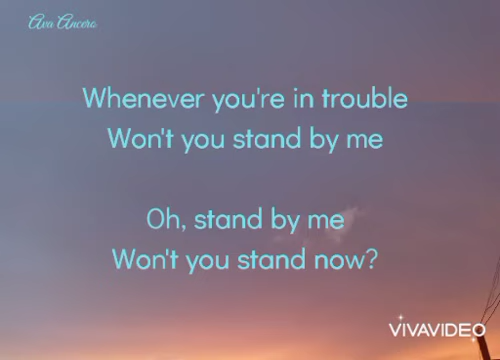 Ava Ancero
Whenever you're in trouble
Won't you stand by me
Oh, stand by me
Won't you stand now?
VIVAVIDEO